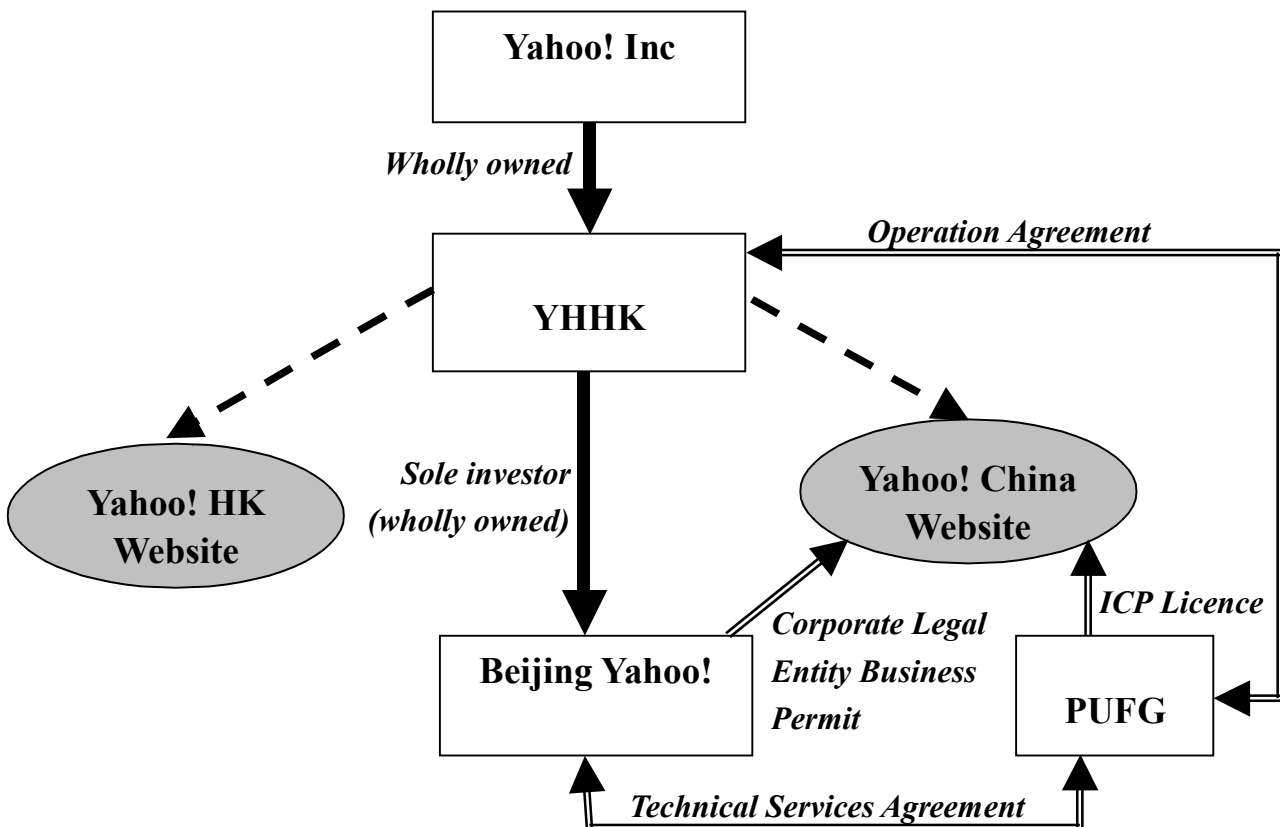 Yahoo! Inc
Wholly owned
Operation Agreement
YHHK
Yahoo! HK
Website
Sole investor
(wholly owned)
Yahoo! China
Website
Beijing Yahoo!
Corporate Legal
Entity Business
Permit
ICP Licence
PUFG
Technical Services Agreement